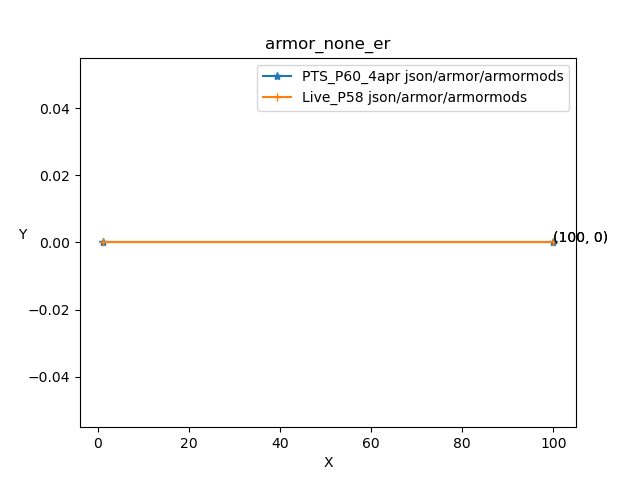 armor_none_er
PTS_P60_4apr json/armor/armormods
Live_P58 json/armor/armormods
0.04
0.02
Y
0.00
(100, 0)
−0.02
−0.04
0
20
40
60
80
100
X